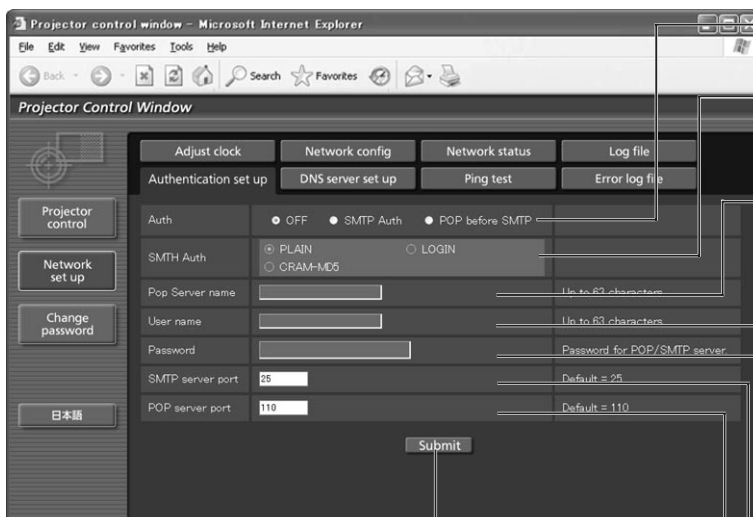 Projector control window - Microsoft Internet Explorer
File Edit View Favorites Tools Help
Back Search Favorites
Projector Control Window
Adjust clock Network config Network status Log file
Authentication set up DNS server set up Ping test Error log file
Projector control
Network set up
Change password
日本語
Auth OFF SMTP Auth POP before SMTP
SMTH Auth PLAIN LOGIN
CRAM-MD5
Pop Server name Up to 63 characters
User name Up to 63 characters
Password Password for POP/SMTP server.
SMTP server port 25 Default = 25
POP server port 110 Default = 110
Submit